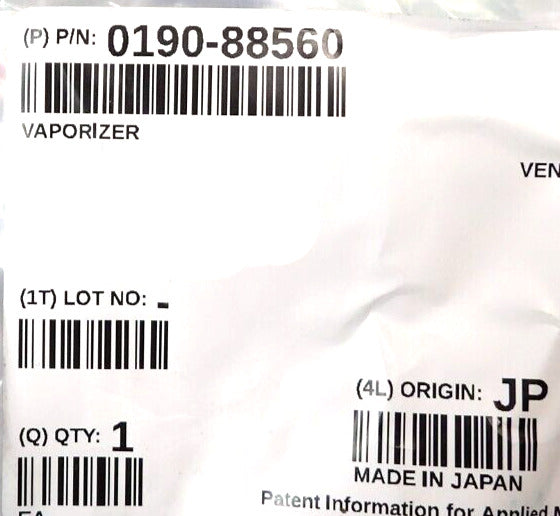 (P) P/N: 0190-88560
VAPORIZER
VEN
(1T) LOT NO: -
(4L) ORIGIN: JP
(Q) QTY: 1
MADE IN JAPAN
EA
Patent Information for Applied